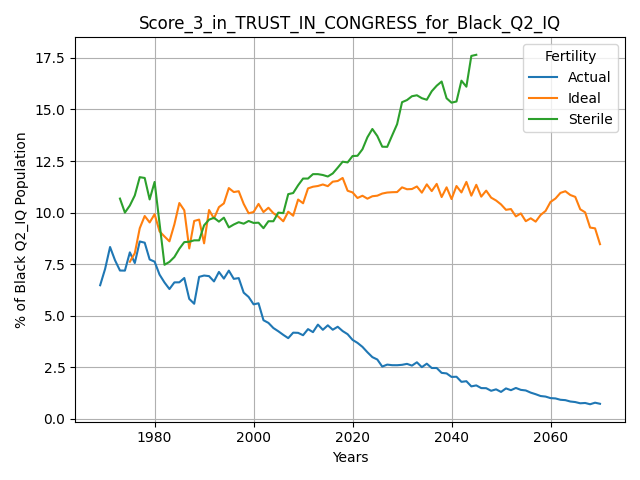 Score_3_in_TRUST_IN_CONGRESS_for_Black_Q2_IQ
Fertility
Actual
Ideal
Sterile
% of Black Q2_IQ Population
17.5
15.0
12.5
10.0
7.5
5.0
2.5
0.0
1980
2000
2020
2040
2060
Years